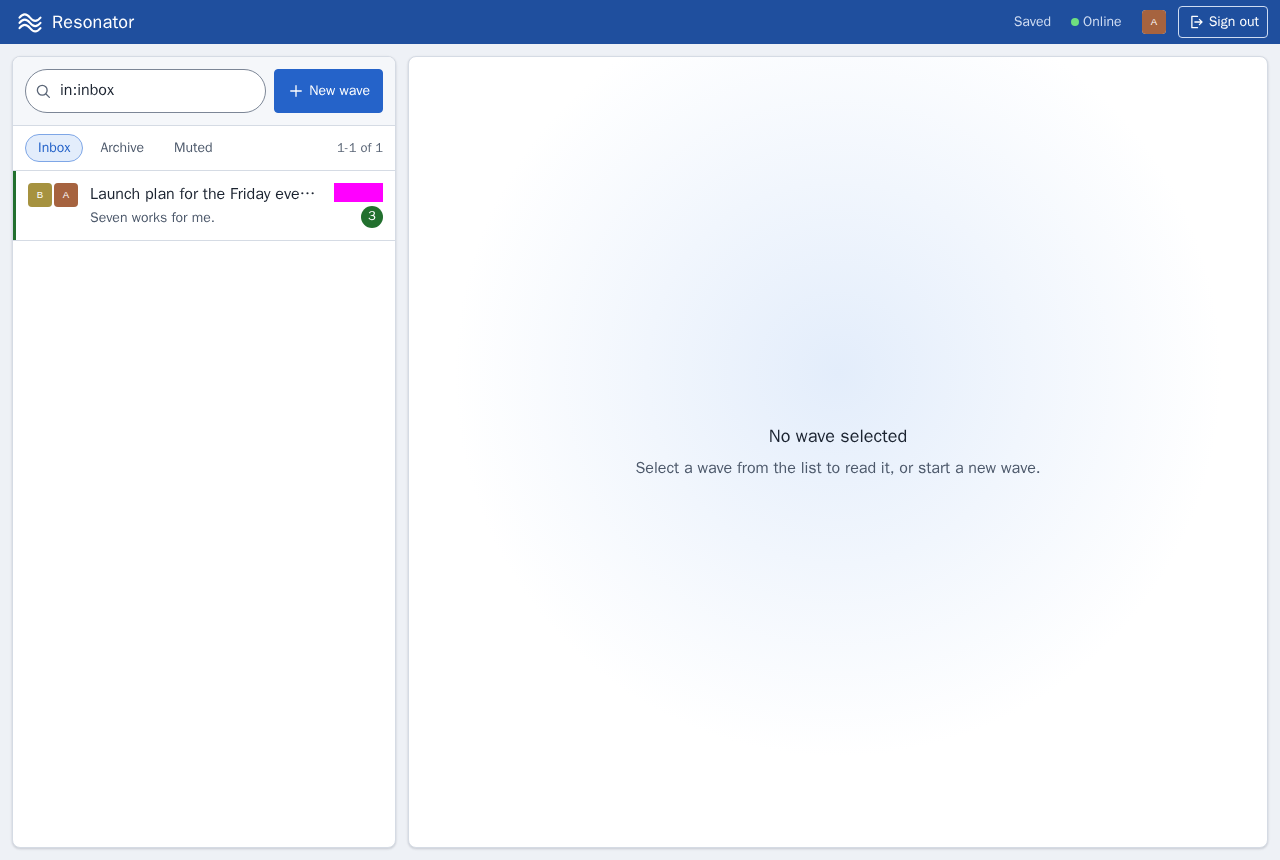 Resonator
Saved
Online
A
Sign out
in:inbox
New wave
Inbox
Archive
Muted
1-1 of 1
B
A
Launch plan for the Friday eve…
Seven works for me.
3
No wave selected
Select a wave from the list to read it, or start a new wave.